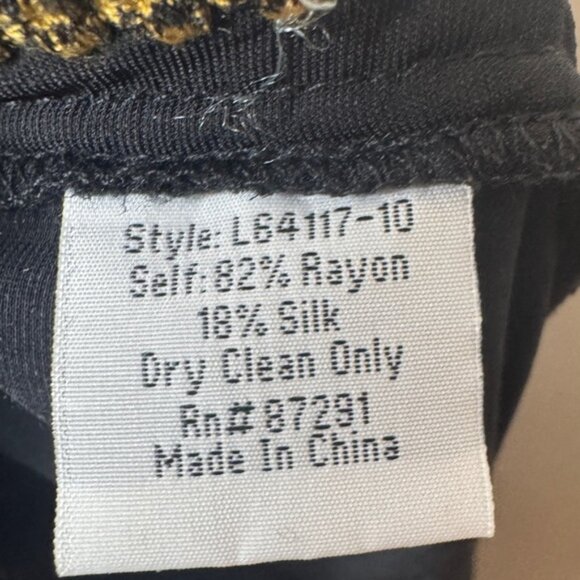 Style: L64117-10
Self: 82% Rayon
18% Silk
Dry Clean Only
Rn# 87291
Made In China